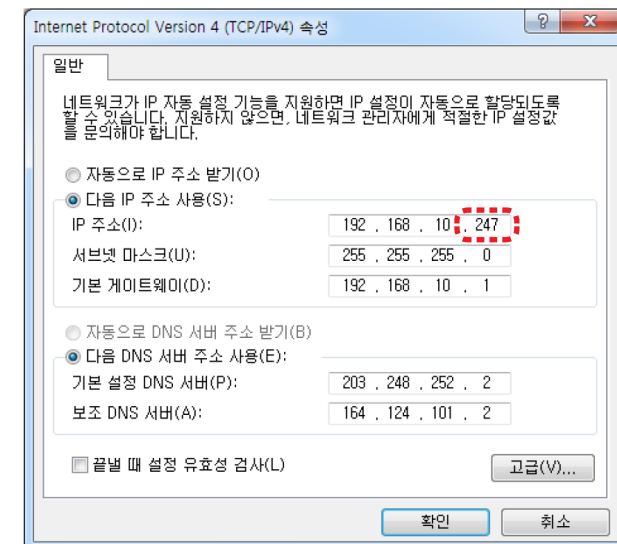 Internet Protocol Version 4 (TCP/IPv4) 속성
일반
네트워크가 IP 자동 설정 기능을 지원하면 IP 설정이 자동으로 할당되도록
할 수 있습니다. 지원하지 않으면, 네트워크 관리자에게 적절한 IP 설정값
을 문의해야 합니다.
자동으로 IP 주소 받기(O)
다음 IP 주소 사용(S):
IP 주소(I): 192 . 168 . 10 . 247
서브넷 마스크(U): 255 . 255 . 255 . 0
기본 게이트웨이(D): 192 . 168 . 10 . 1
자동으로 DNS 서버 주소 받기(B)
다음 DNS 서버 주소 사용(E):
기본 설정 DNS 서버(P): 203 . 248 . 252 . 2
보조 DNS 서버(A): 164 . 124 . 101 . 2
끝낼 때 설정 유효성 검사(L)
고급(V)...
확인 취소